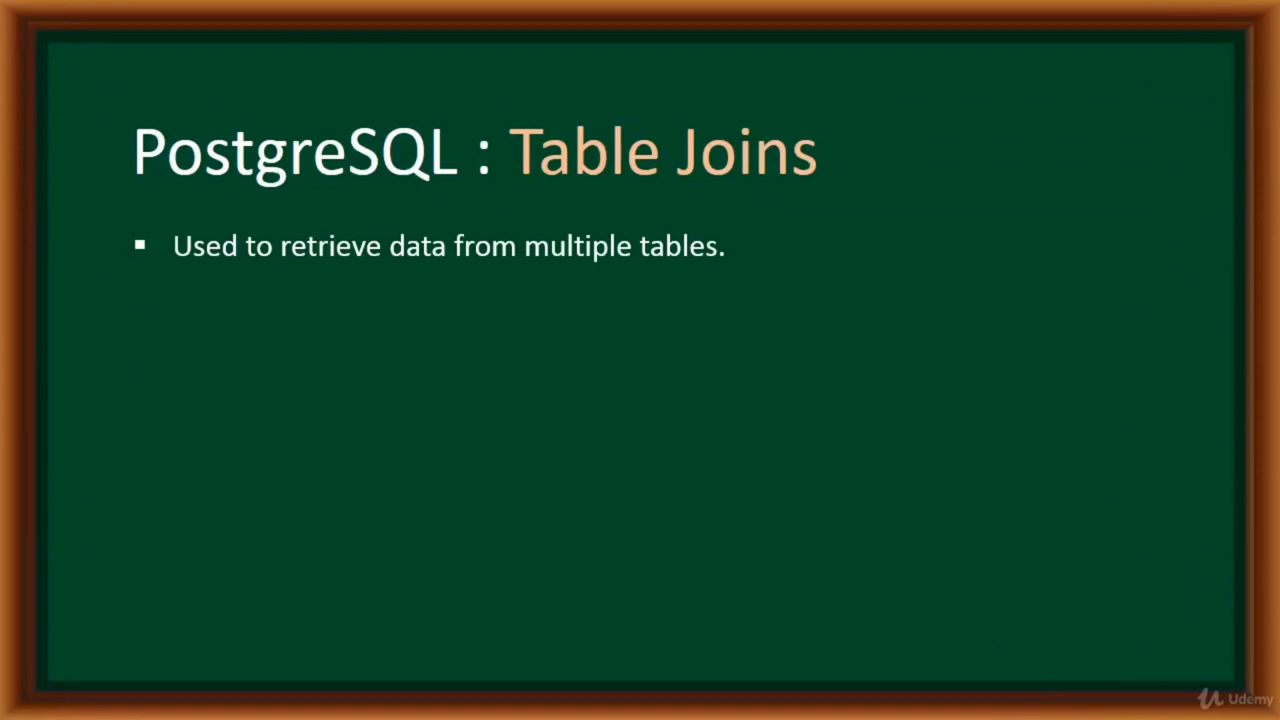 PostgreSQL : Table Joins
▪ Used to retrieve data from multiple tables.
Udemy